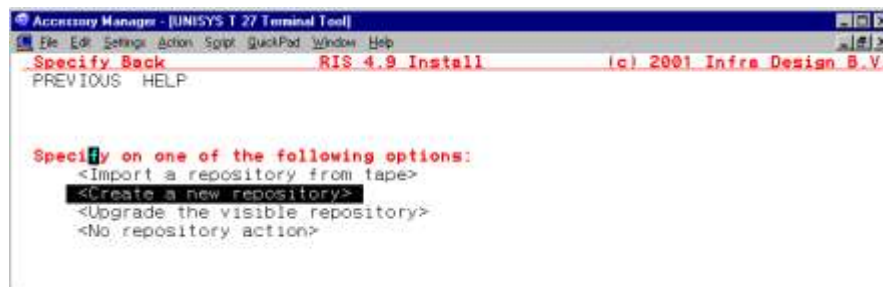 Accessory Manager - [UNISYS T 27 Terminal Tool]
File Edit Settings Action Script QuickPad Window Help
Specify Back RIS 4.9 Install (c) 2001 Infra Design B.V
PREVIOUS HELP
Specify on one of the following options:
<Import a repository from tape>
<Create a new repository>
<Upgrade the visible repository>
<No repository action>